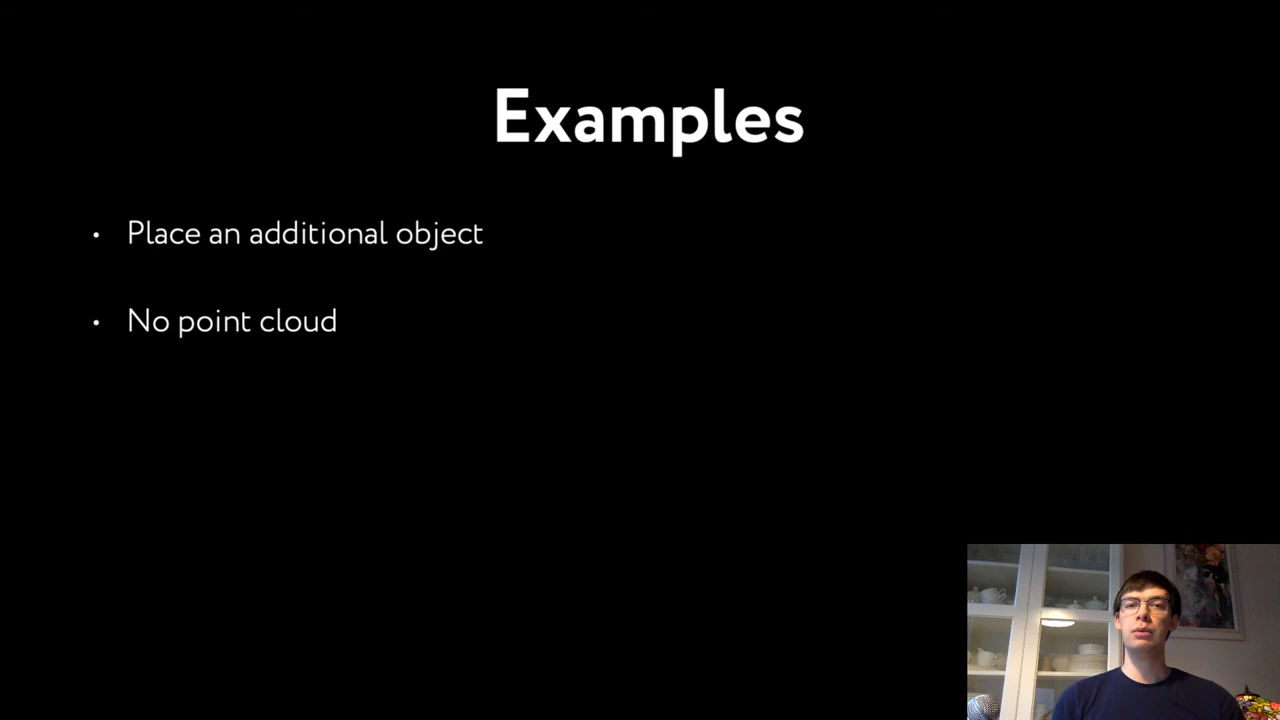 Examples
• Place an additional object
• No point cloud